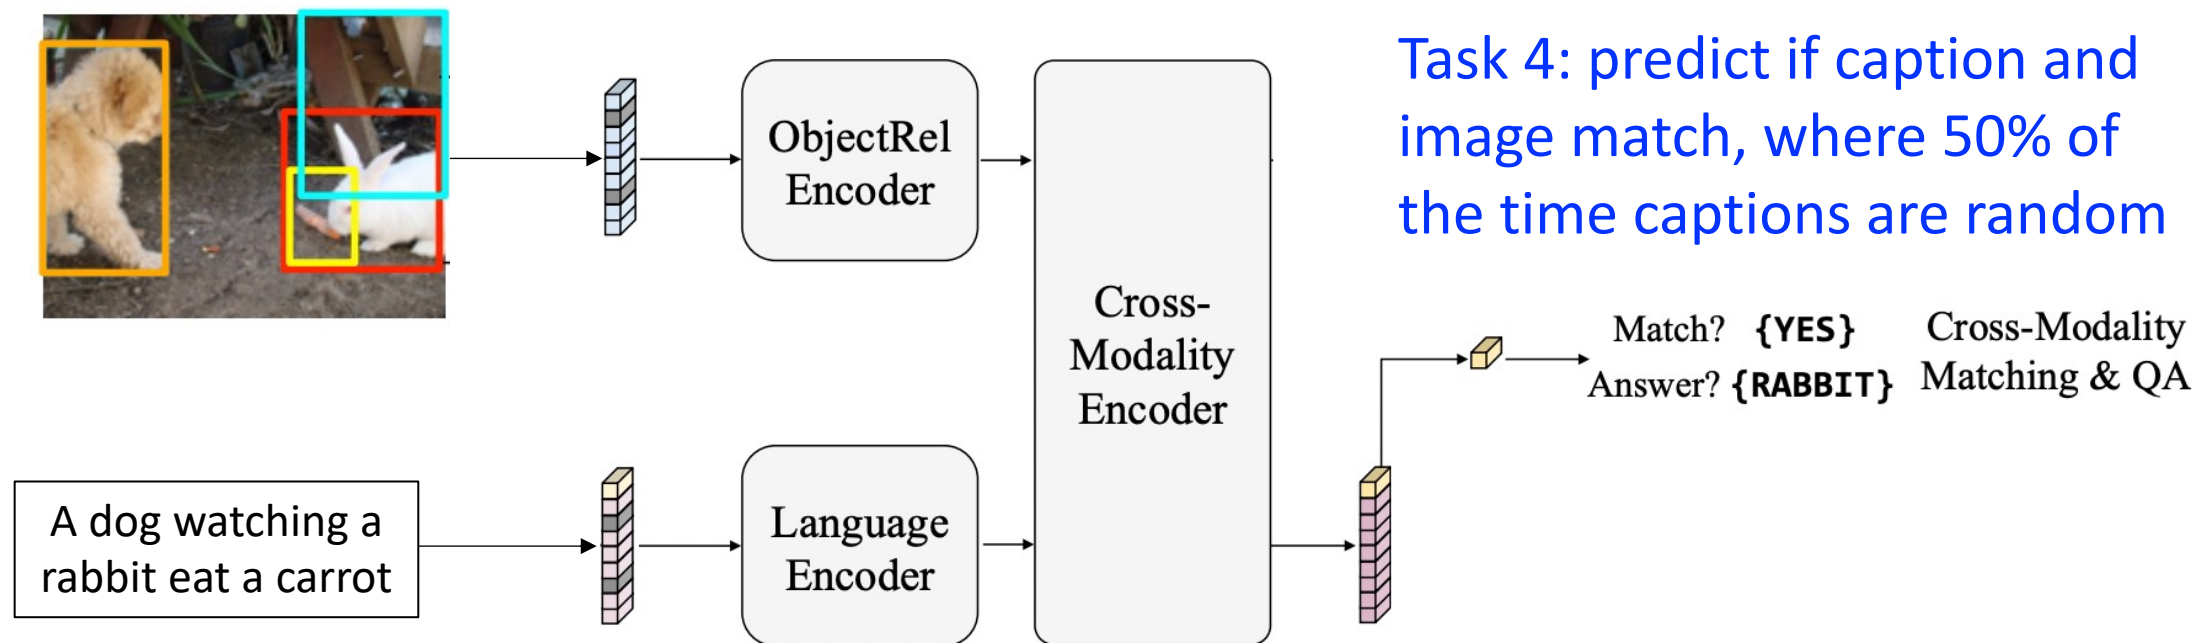 Task 4: predict if caption and
image match, where 50% of
the time captions are random
ObjectRel
Encoder
Cross-
Modality
Encoder
Match? {YES}
Answer? {RABBIT}
Cross-Modality
Matching & QA
A dog watching a
rabbit eat a carrot
Language
Encoder